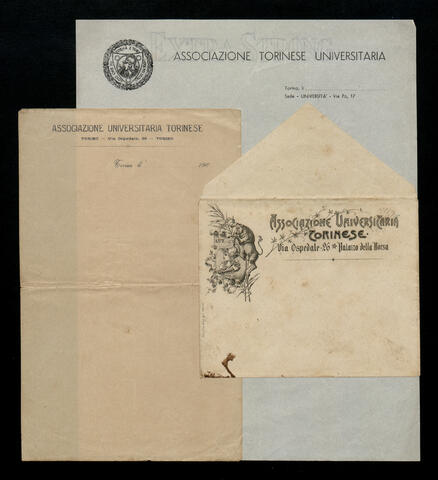 ASSOCIAZIONE TORINESE UNIVERSITARIA
Torino, li
Sede - UNIVERSITA' - Via Po, 17
ASSOCIAZIONE UNIVERSITARIA TORINESE
TORINO - Via Ospedale, 26 - TORINO
Torino li 190
ASSOCIAZIONE UNIVERSITARIA
TORINESE.
Via Ospedale-26 Palazzo della Borsa